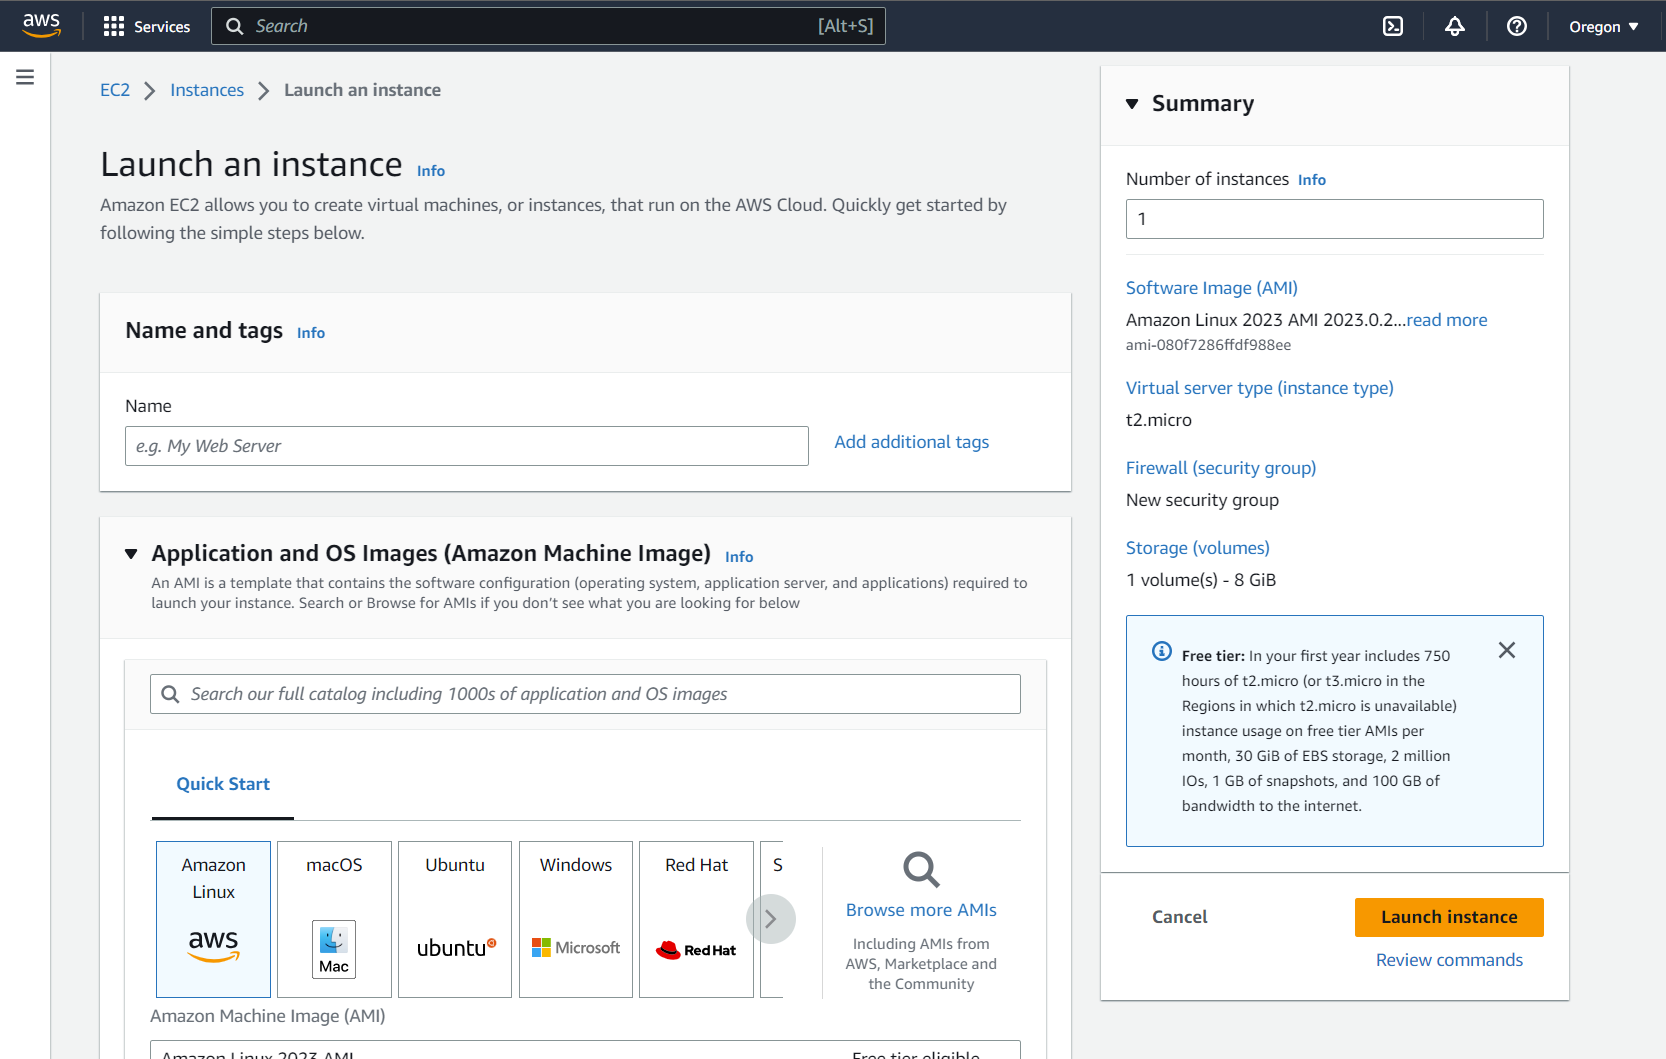 aws
Services
Search [Alt+S]
Oregon
EC2 Instances Launch an instance
Launch an instance Info
Amazon EC2 allows you to create virtual machines, or instances, that run on the AWS Cloud. Quickly get started by
following the simple steps below.
Name and tags Info
Name
e.g. My Web Server
Add additional tags
Application and OS Images (Amazon Machine Image) Info
An AMI is a template that contains the software configuration (operating system, application server, and applications) required to
launch your instance. Search or Browse for AMIs if you don't see what you are looking for below
Search our full catalog including 1000s of application and OS images
Quick Start
Amazon
Linux
aws
macOS
Mac
Ubuntu
ubuntu
Windows
Microsoft
Red Hat
Red Hat
S
Browse more AMIs
Including AMIs from
AWS, Marketplace and
the Community
Amazon Machine Image (AMI)
Amazon Linux 2023 AMI Free tier eligible
Summary
Number of instances Info
1
Software Image (AMI)
Amazon Linux 2023 AMI 2023.0.2...read more
ami-080f7286ffdf988ee
Virtual server type (instance type)
t2.micro
Firewall (security group)
New security group
Storage (volumes)
1 volume(s) - 8 GiB
Free tier: In your first year includes 750
hours of t2.micro (or t3.micro in the
Regions in which t2.micro is unavailable)
instance usage on free tier AMIs per
month, 30 GiB of EBS storage, 2 million
IOs, 1 GB of snapshots, and 100 GB of
bandwidth to the internet.
Cancel
Launch instance
Review commands